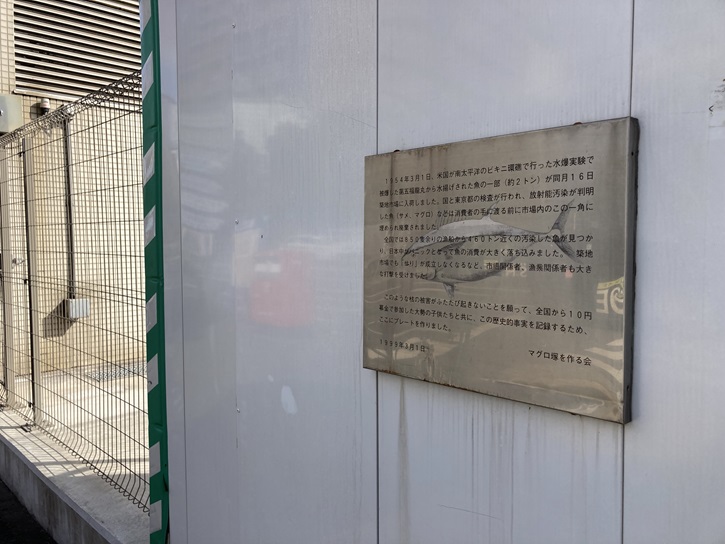 １９５４年３月１日、米国が南太平洋のビキニ環礁で行った水爆実験で
被爆した第五福竜丸から水揚げされた魚の一部（約２トン）が同月１６日
築地市場に入荷しました。国と東京都の検査が行われ、放射能汚染が判明
した魚（サメ、マグロ）などは消費者の手に渡る前に市場内のこの一角に
埋められ廃棄されました。
全国では８５０隻余りの漁船から４６０トン近くの汚染した魚が見つか
り、日本中がパニックとなって魚の消費が大きく落ち込みました。築地
市場でも「せり」が成立しなくなるなど、市場関係者、漁業関係者も大き
な打撃を受けました。
このような核の被害がふたたび起きないことを願って、全国から１０円
募金で参加した大勢の子供たちと共に、この歴史的事実を記録するため、
ここにプレートを作りました。
１９９９年３月１日
マグロ塚を作る会